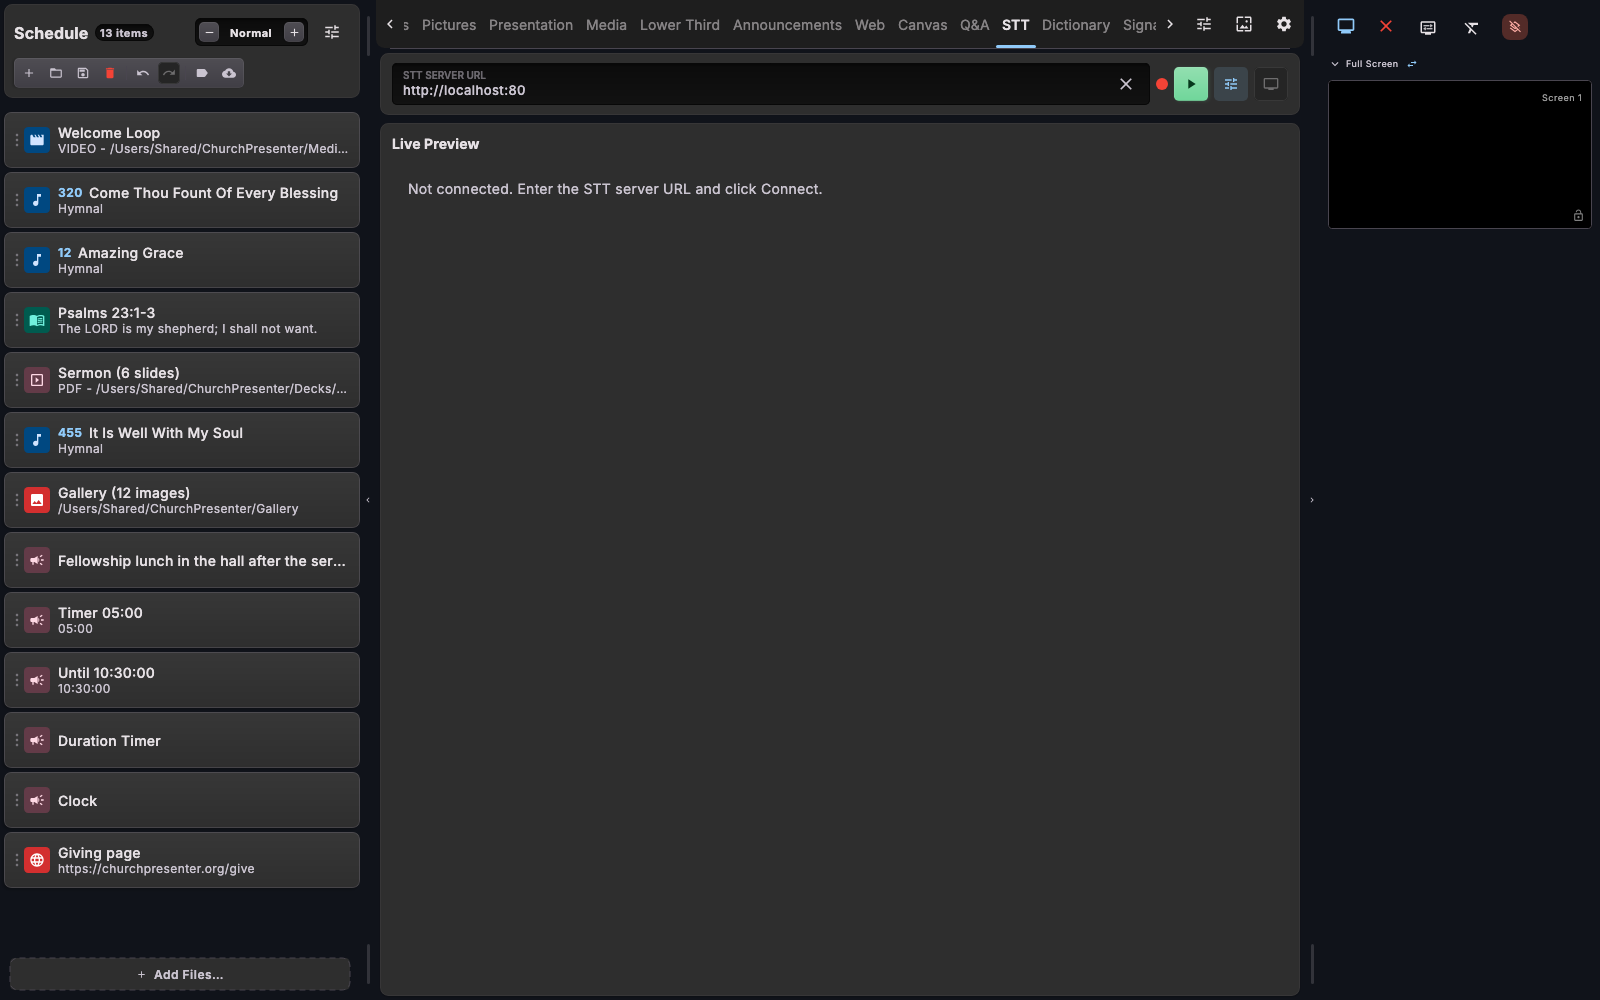 Schedule 13 items
Normal
Welcome Loop
VIDEO - /Users/Shared/ChurchPresenter/Medi...
320 Come Thou Fount Of Every Blessing
Hymnal
12 Amazing Grace
Hymnal
Psalms 23:1-3
The LORD is my shepherd; I shall not want.
Sermon (6 slides)
PDF - /Users/Shared/ChurchPresenter/Decks/...
455 It Is Well With My Soul
Hymnal
Gallery (12 images)
/Users/Shared/ChurchPresenter/Gallery
Fellowship lunch in the hall after the ser...
Timer 05:00
05:00
Until 10:30:00
10:30:00
Duration Timer
Clock
Giving page
https://churchpresenter.org/give
+ Add Files...
s Pictures Presentation Media Lower Third Announcements Web Canvas Q&A STT Dictionary Signa
STT SERVER URL
http://localhost:80
Live Preview
Not connected. Enter the STT server URL and click Connect.
Full Screen
Screen 1